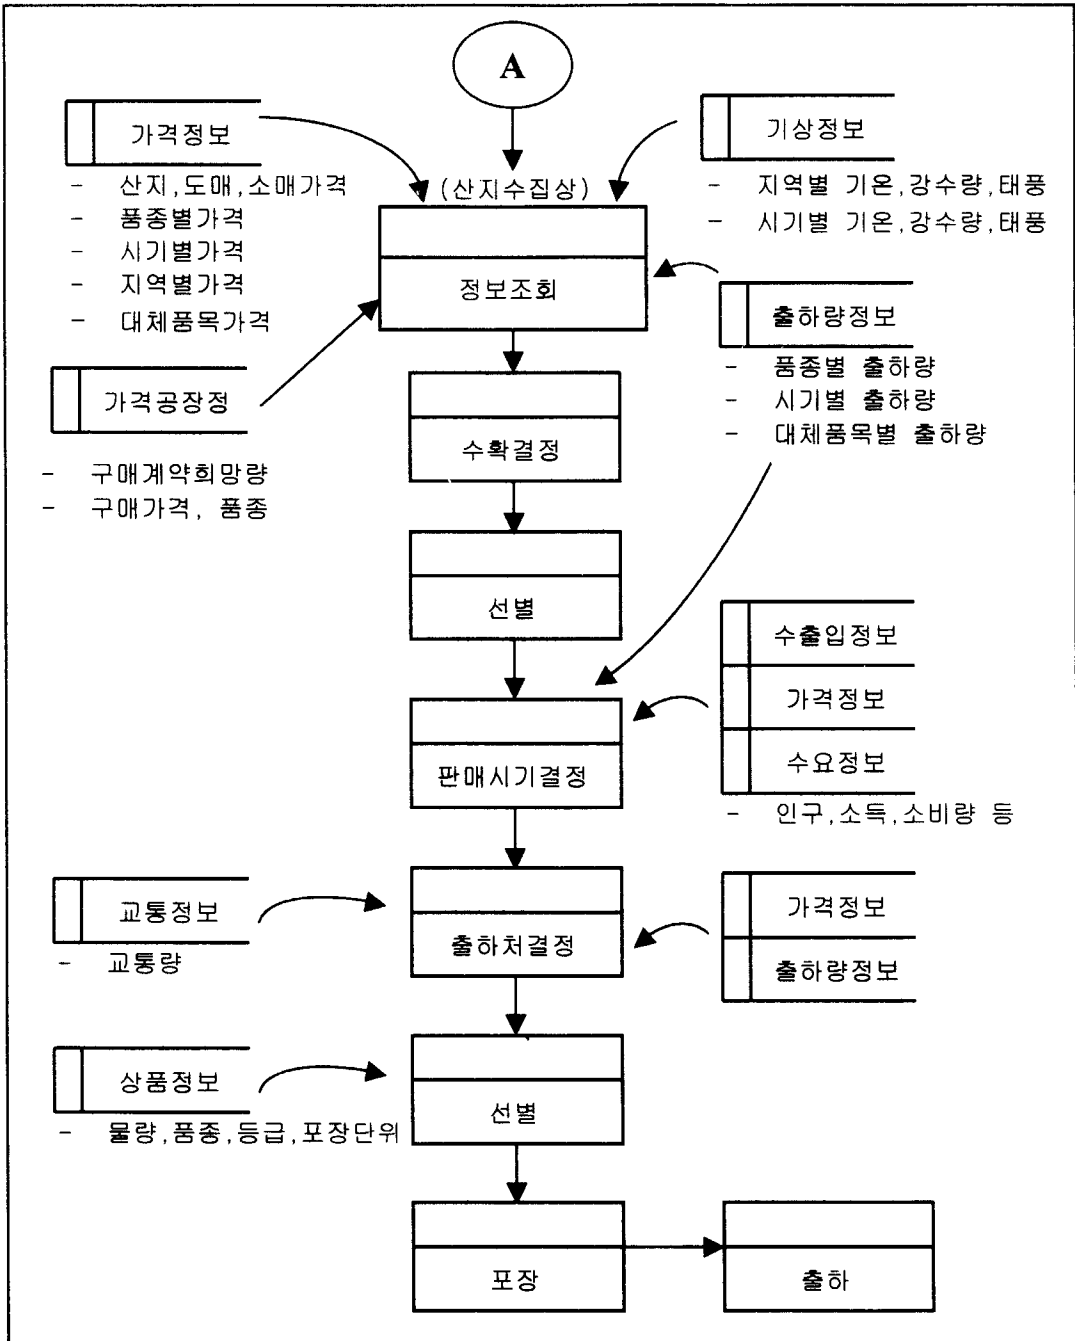 A
가격정보
- 산지,도매,소매가격
- 품종별가격
- 시기별가격
- 지역별가격
- 대체품목가격
기상정보
- 지역별 기온,강수량,태풍
- 시기별 기온,강수량,태풍
(산지수집상)
정보조회
출하량정보
- 품종별 출하량
- 시기별 출하량
- 대체품목별 출하량
가격공장정
- 구매계약희망량
- 구매가격, 품종
수확결정
선별
수출입정보
가격정보
수요정보
- 인구,소득,소비량 등
판매시기결정
교통정보
- 교통량
출하처결정
가격정보
출하량정보
상품정보
- 물량,품종,등급,포장단위
선별
포장
출하